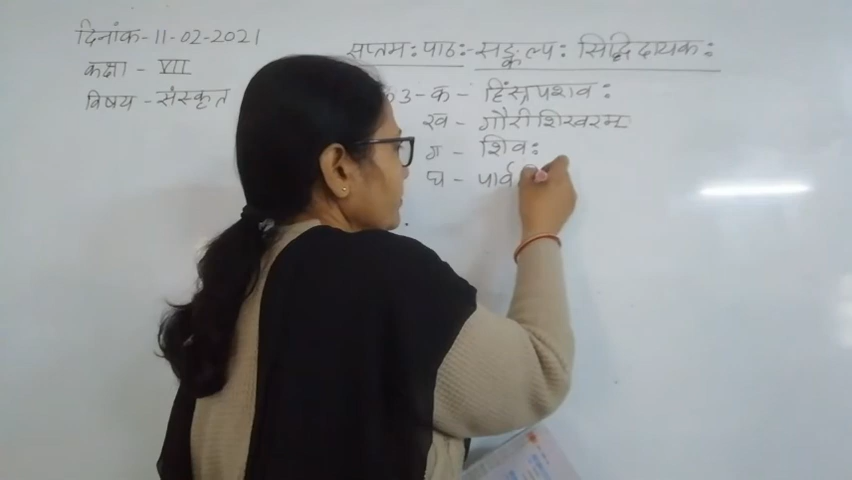 दिनांक-11-02-2021
कक्षा - VII
विषय - संस्कृत
सप्तम: पाठ:- सङ्कल्प: सिद्धिदायक:
3 - क - हिंस्त्रपशव:
ख - गौरीशिखरम्
ग - शिव:
घ - पार्व